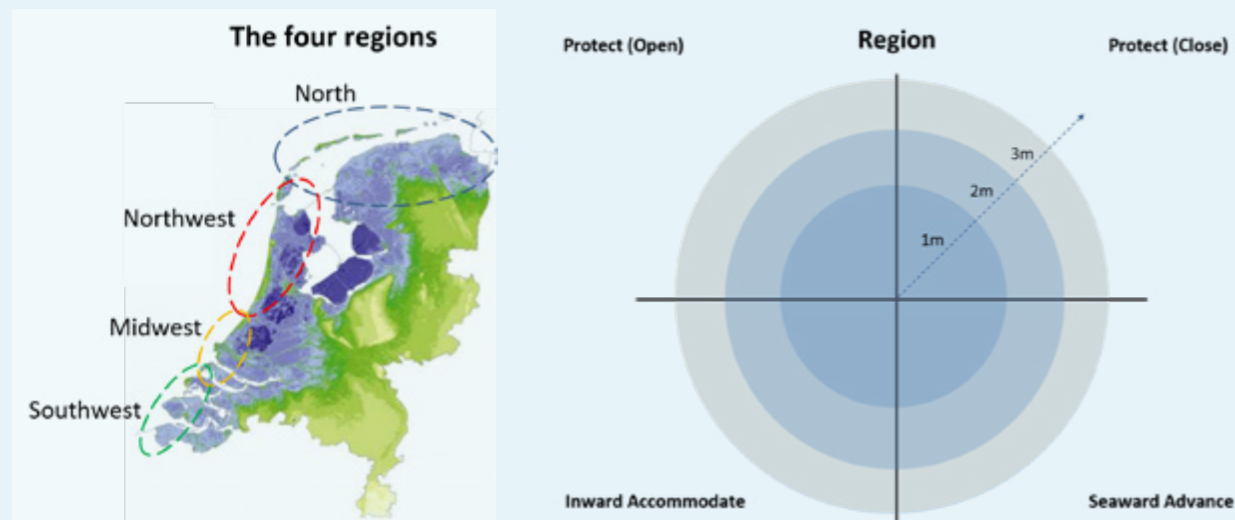 The four regions
North
Northwest
Midwest
Southwest
Region
Protect (Open)
Protect (Close)
3m
2m
1m
Inward Accommodate
Seaward Advance